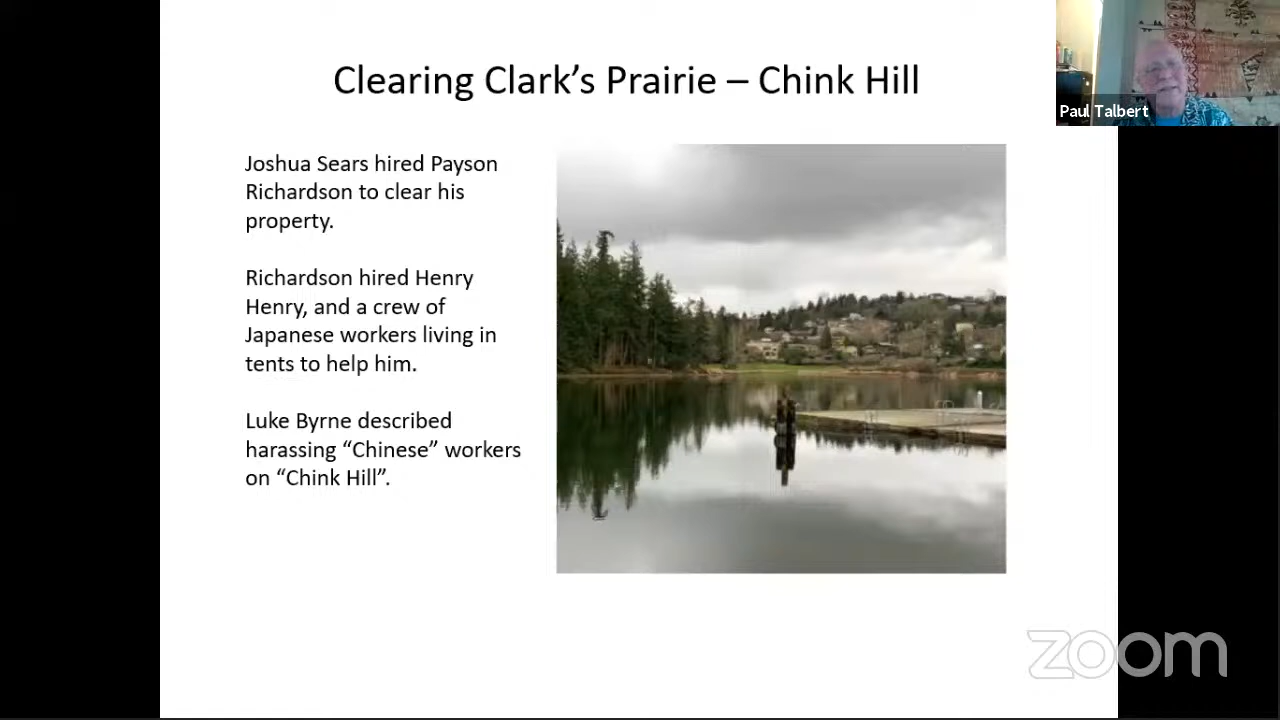 Clearing Clark’s Prairie – Chink Hill
Paul Talbert
Joshua Sears hired Payson
Richardson to clear his
property.
Richardson hired Henry
Henry, and a crew of
Japanese workers living in
tents to help him.
Luke Byrne described
harassing “Chinese” workers
on “Chink Hill”.
zoom